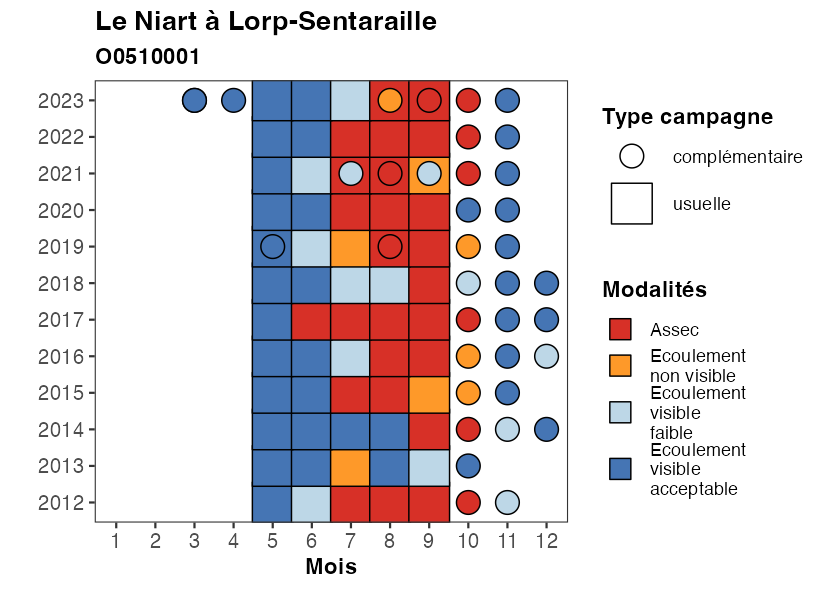 Le Niart à Lorp-Sentaraille
O0510001
2023
2022
2021
2020
2019
2018
2017
2016
2015
2014
2013
2012
1 2 3 4 5 6 7 8 9 10 11 12
Mois
Type campagne
complémentaire
usuelle
Modalités
Assec
Ecoulement
non visible
Ecoulement
visible
faible
Ecoulement
visible
acceptable